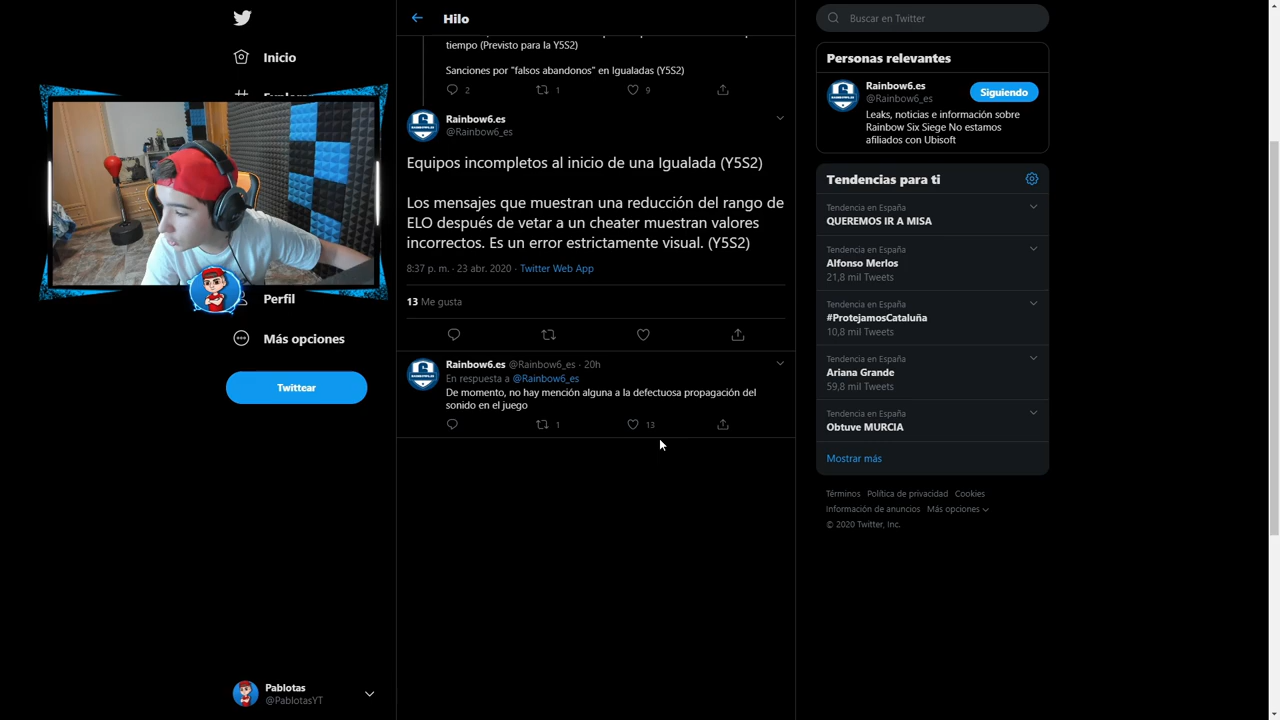 Inicio
Perfil
Más opciones
Twittear
Pablotas
@PablotasYT
Hilo
tiempo (Previsto para la Y5S2)
Sanciones por "falsos abandonos" en Igualadas (Y5S2)
2 1 9
Rainbow6.es
@Rainbow6_es
Equipos incompletos al inicio de una Igualada (Y5S2)
Los mensajes que muestran una reducción del rango de
ELO después de vetar a un cheater muestran valores
incorrectos. Es un error estrictamente visual. (Y5S2)
8:37 p. m. · 23 abr. 2020 · Twitter Web App
13 Me gusta
Rainbow6.es @Rainbow6_es · 20h
En respuesta a @Rainbow6_es
De momento, no hay mención alguna a la defectuosa propagación del
sonido en el juego
1 13
Buscar en Twitter
Personas relevantes
Rainbow6.es
@Rainbow6_es
Siguiendo
Leaks, noticias e información sobre
Rainbow Six Siege No estamos
afiliados con Ubisoft
Tendencias para ti
Tendencia en España
QUEREMOS IR A MISA
Tendencia en España
Alfonso Merlos
21,8 mil Tweets
Tendencia en España
#ProtejamosCataluña
10,8 mil Tweets
Tendencia en España
Ariana Grande
59,8 mil Tweets
Tendencia en España
Obtuve MURCIA
Mostrar más
Términos Política de privacidad Cookies
Información de anuncios Más opciones
© 2020 Twitter, Inc.